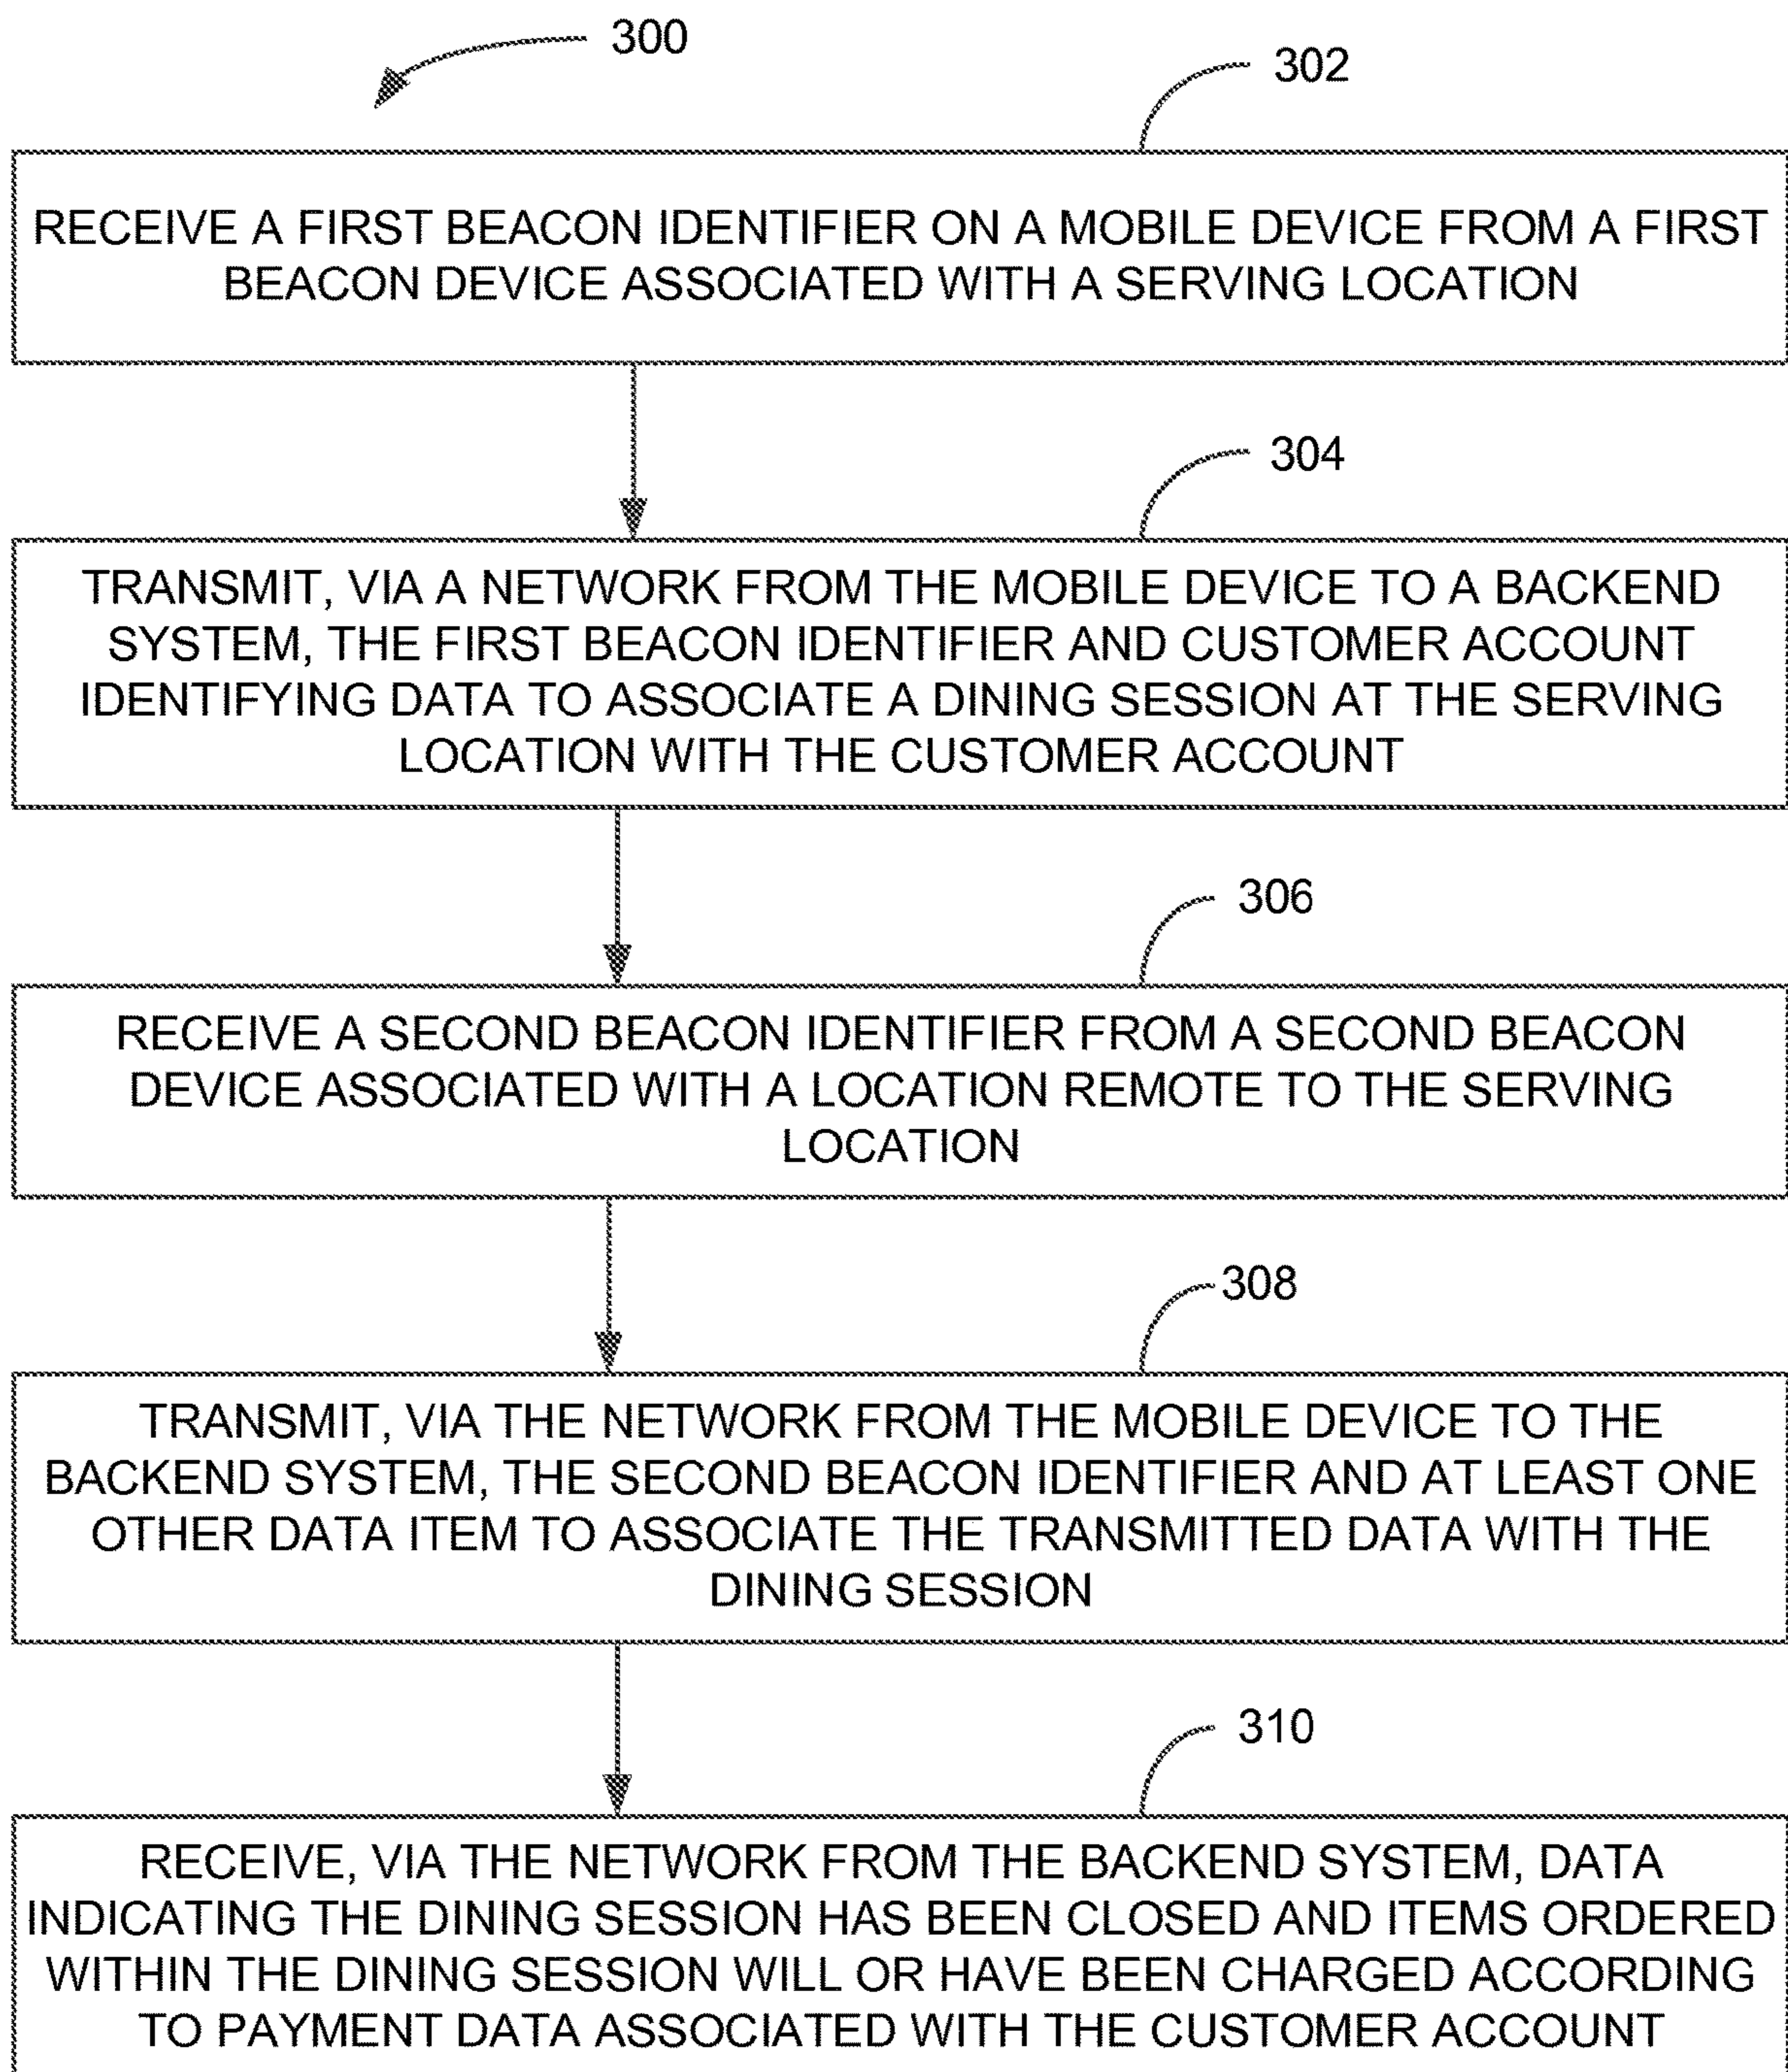 300
302
RECEIVE A FIRST BEACON IDENTIFIER ON A MOBILE DEVICE FROM A FIRST
BEACON DEVICE ASSOCIATED WITH A SERVING LOCATION
304
TRANSMIT, VIA A NETWORK FROM THE MOBILE DEVICE TO A BACKEND
SYSTEM, THE FIRST BEACON IDENTIFIER AND CUSTOMER ACCOUNT
IDENTIFYING DATA TO ASSOCIATE A DINING SESSION AT THE SERVING
LOCATION WITH THE CUSTOMER ACCOUNT
306
RECEIVE A SECOND BEACON IDENTIFIER FROM A SECOND BEACON
DEVICE ASSOCIATED WITH A LOCATION REMOTE TO THE SERVING
LOCATION
308
TRANSMIT, VIA THE NETWORK FROM THE MOBILE DEVICE TO THE
BACKEND SYSTEM, THE SECOND BEACON IDENTIFIER AND AT LEAST ONE
OTHER DATA ITEM TO ASSOCIATE THE TRANSMITTED DATA WITH THE
DINING SESSION
310
RECEIVE, VIA THE NETWORK FROM THE BACKEND SYSTEM, DATA
INDICATING THE DINING SESSION HAS BEEN CLOSED AND ITEMS ORDERED
WITHIN THE DINING SESSION WILL OR HAVE BEEN CHARGED ACCORDING
TO PAYMENT DATA ASSOCIATED WITH THE CUSTOMER ACCOUNT